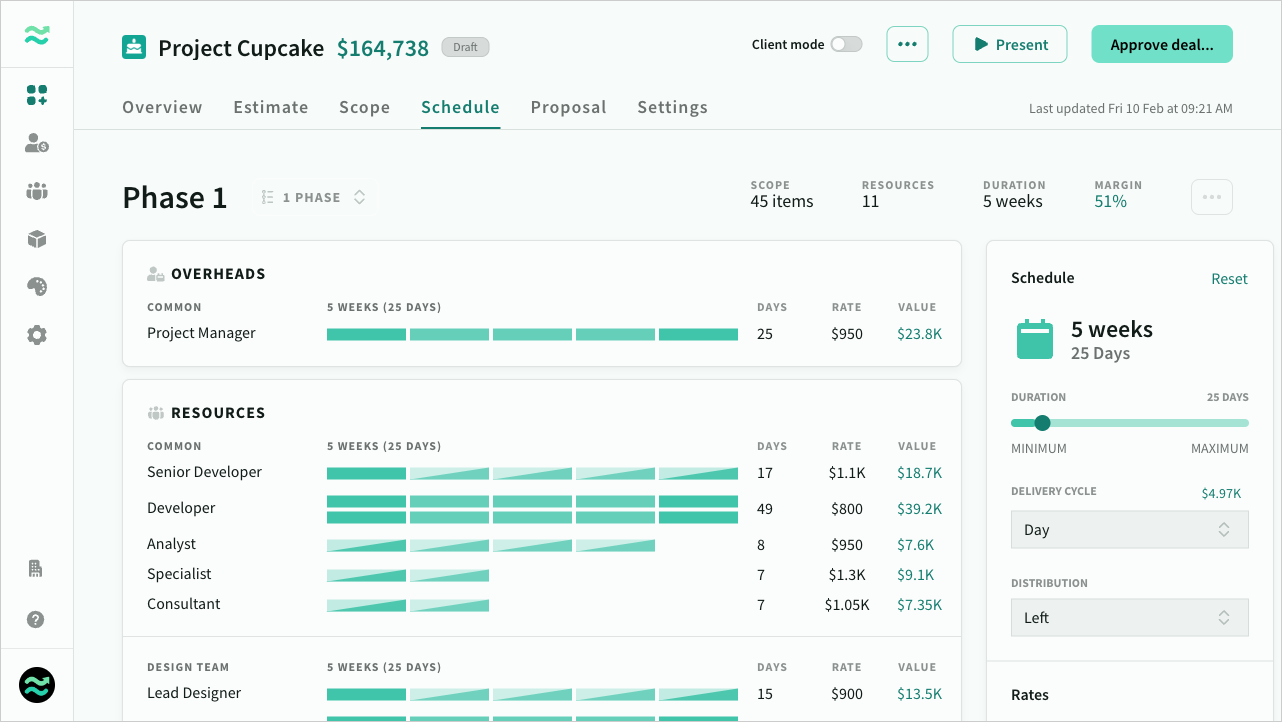 Project Cupcake $164,738 Draft
Client mode
Present
Approve deal...
Overview Estimate Scope Schedule Proposal Settings
Last updated Fri 10 Feb at 09:21 AM
Phase 1
1 PHASE
SCOPE RESOURCES DURATION MARGIN
45 items 11 5 weeks 51%
OVERHEADS
COMMON 5 WEEKS (25 DAYS) DAYS RATE VALUE
Project Manager 25 $950 $23.8K
RESOURCES
COMMON 5 WEEKS (25 DAYS) DAYS RATE VALUE
Senior Developer 17 $1.1K $18.7K
Developer 49 $800 $39.2K
Analyst 8 $950 $7.6K
Specialist 7 $1.3K $9.1K
Consultant 7 $1.05K $7.35K
DESIGN TEAM 5 WEEKS (25 DAYS) DAYS RATE VALUE
Lead Designer 15 $900 $13.5K
Schedule Reset
5 weeks
25 Days
DURATION 25 DAYS
MINIMUM MAXIMUM
DELIVERY CYCLE $4.97K
Day
DISTRIBUTION
Left
Rates